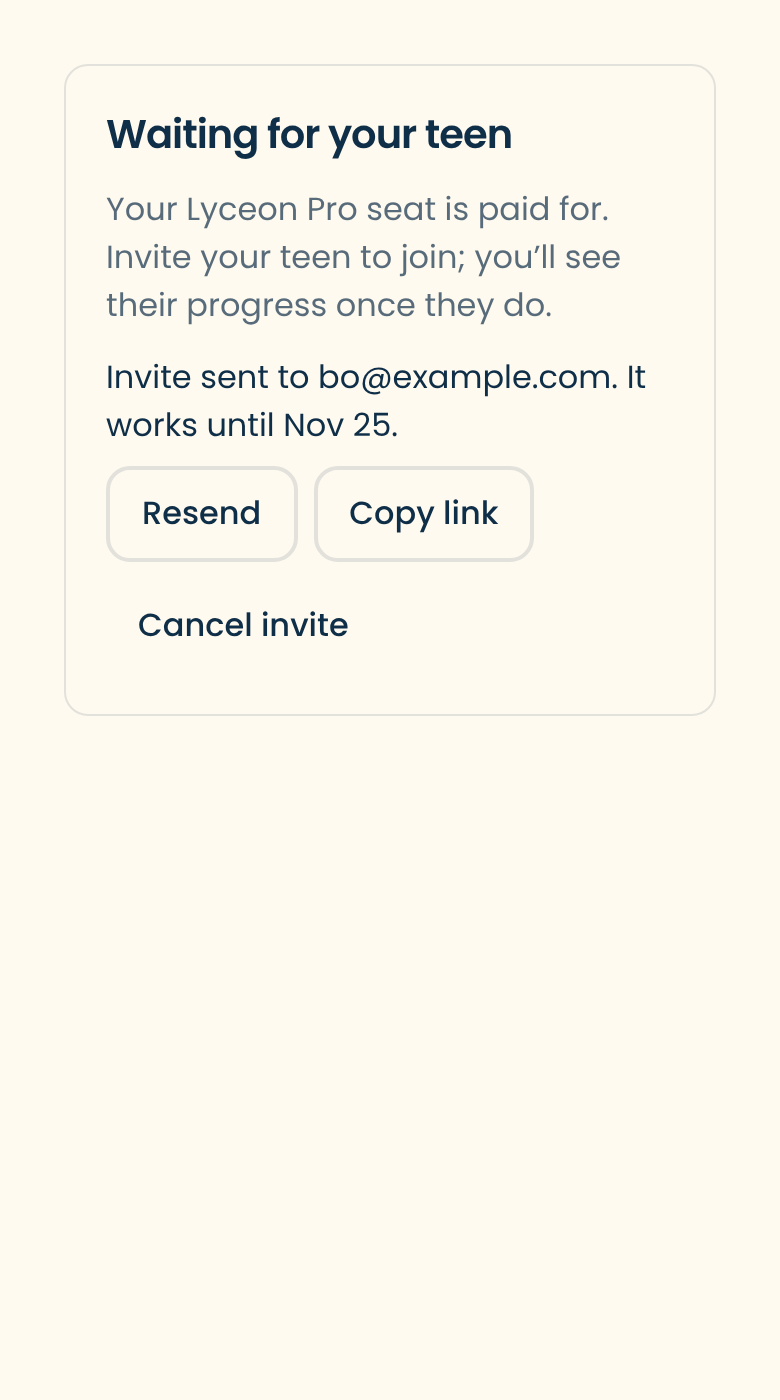 Waiting for your teen
Your Lyceon Pro seat is paid for.
Invite your teen to join; you’ll see
their progress once they do.
Invite sent to bo@example.com. It
works until Nov 25.
Resend
Copy link
Cancel invite